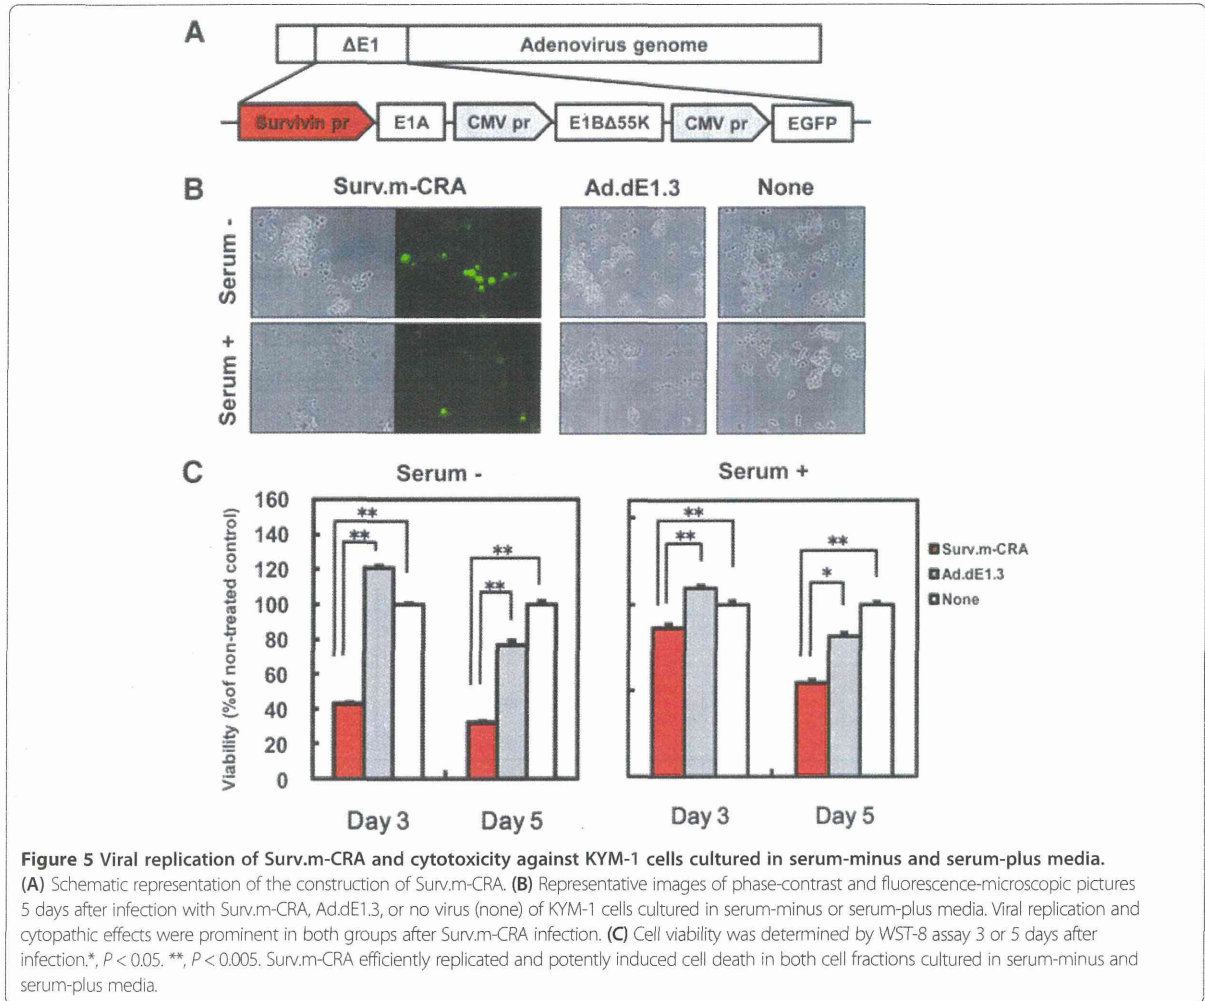 A
ΔE1 Adenovirus genome
Survivin pr E1A CMV pr E1BΔ55K CMV pr EGFP
B
Surv.m-CRA Ad.dE1.3 None
Serum -
Serum +
C
Serum - Serum +
Viability (%of non-treated control)
160
140
120
100
80
60
40
20
0
** ** ** ** ** ** * **
Surv.m-CRA
Ad.dE1.3
None
Day 3 Day 5 Day 3 Day 5
Figure 5 Viral replication of Surv.m-CRA and cytotoxicity against KYM-1 cells cultured in serum-minus and serum-plus media.
(A) Schematic representation of the construction of Surv.m-CRA. (B) Representative images of phase-contrast and fluorescence-microscopic pictures
5 days after infection with Surv.m-CRA, Ad.dE1.3, or no virus (none) of KYM-1 cells cultured in serum-minus or serum-plus media. Viral replication and
cytopathic effects were prominent in both groups after Surv.m-CRA infection. (C) Cell viability was determined by WST-8 assay 3 or 5 days after
infection.*, P < 0.05. **, P < 0.005. Surv.m-CRA efficiently replicated and potently induced cell death in both cell fractions cultured in serum-minus and
serum-plus media.